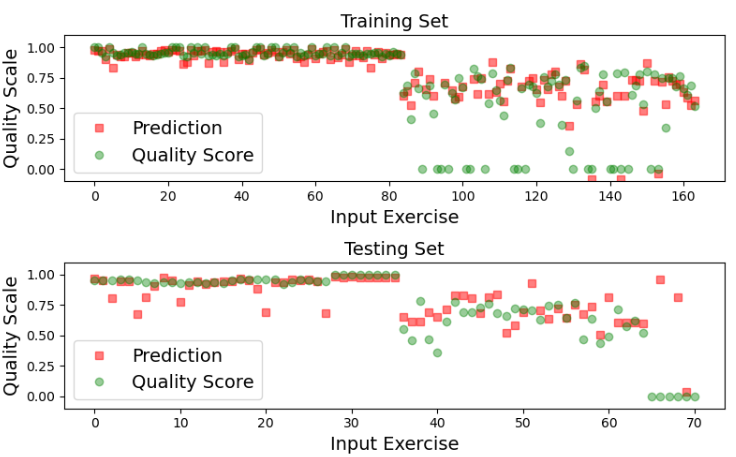 Training Set
Quality Scale
1.00
0.75
0.50
0.25
0.00
Prediction
Quality Score
0 20 40 60 80 100 120 140 160
Input Exercise
Testing Set
Quality Scale
1.00
0.75
0.50
0.25
0.00
Prediction
Quality Score
0 10 20 30 40 50 60 70
Input Exercise